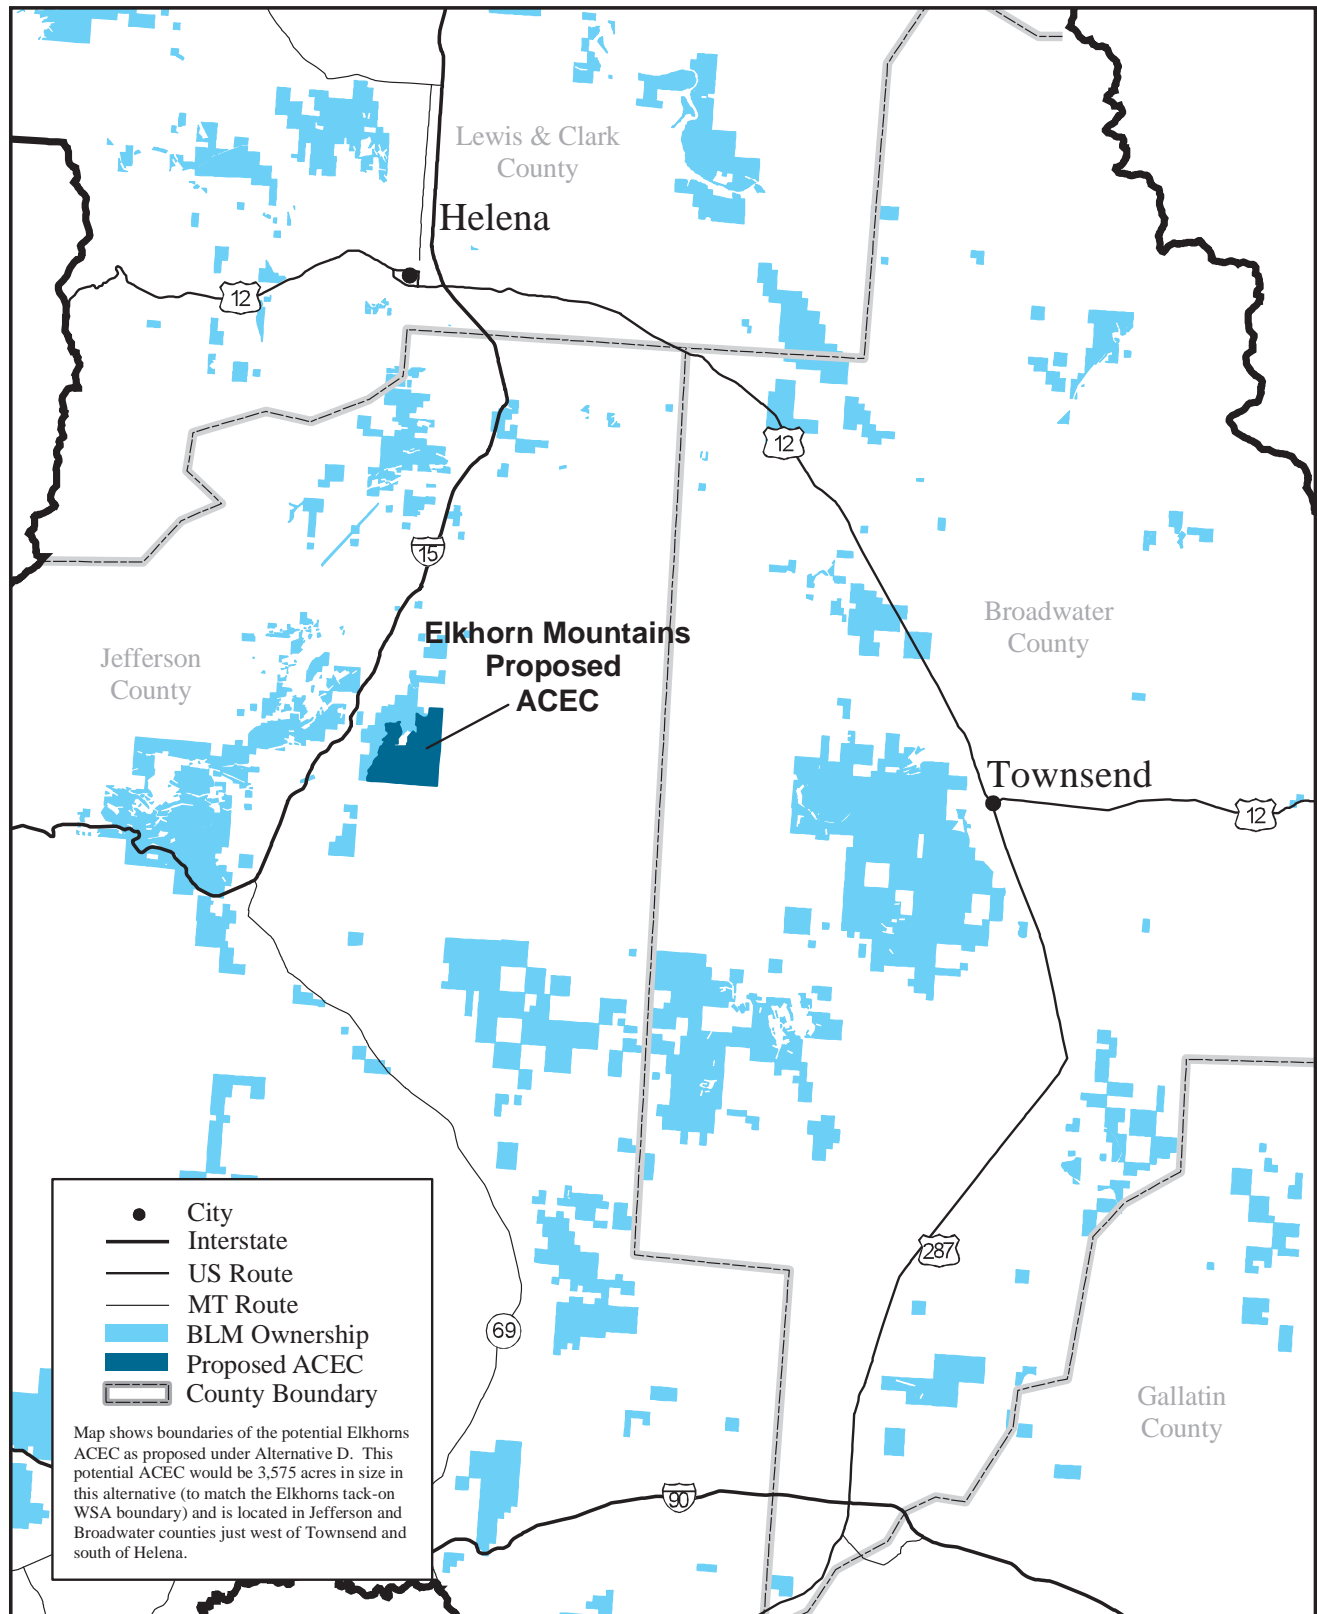 Lewis & Clark
County
Helena
12
12
15
Elkhorn Mountains
Proposed
ACEC
Jefferson
County
Broadwater
County
Townsend
12
287
69
90
Gallatin
County
City
Interstate
US Route
MT Route
BLM Ownership
Proposed ACEC
County Boundary
Map shows boundaries of the potential Elkhorns
ACEC as proposed under Alternative D. This
potential ACEC would be 3,575 acres in size in
this alternative (to match the Elkhorns tack-on
WSA boundary) and is located in Jefferson and
Broadwater counties just west of Townsend and
south of Helena.